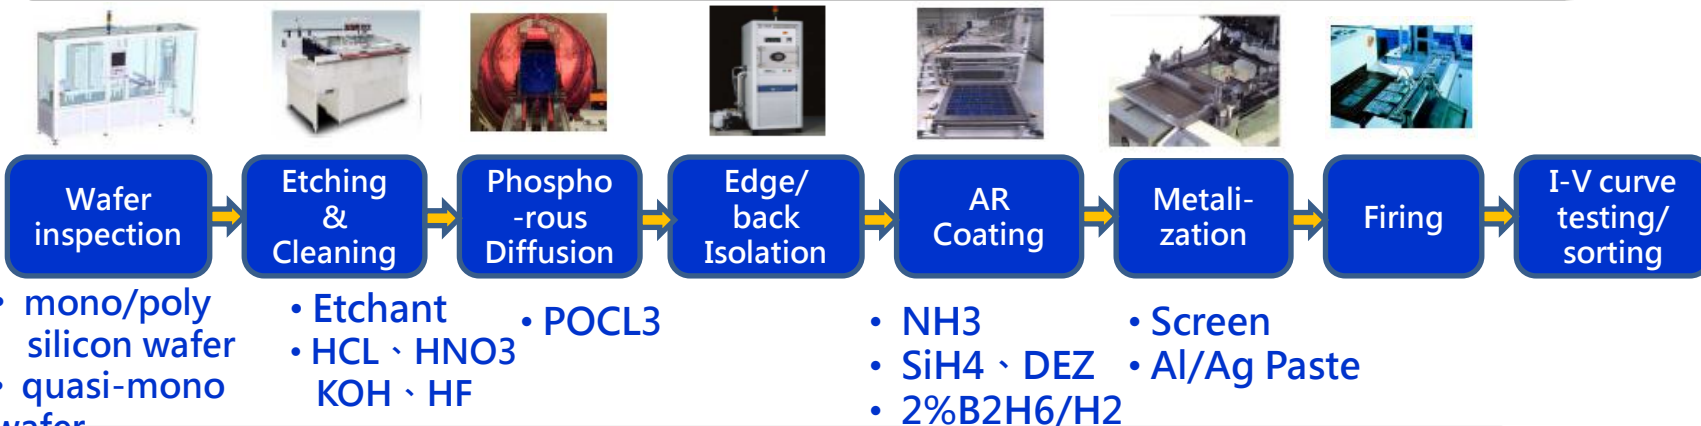 Wafer
inspection
Etching
&
Cleaning
Phospho
-rous
Diffusion
Edge/
back
Isolation
AR
Coating
Metali-
zation
Firing
I-V curve
testing/
sorting
• mono/poly
silicon wafer
• quasi-mono
wafer
• Etchant
• HCL、HNO3
KOH、HF
• POCL3
• NH3
• SiH4、DEZ
• 2%B2H6/H2
• Screen
• Al/Ag Paste